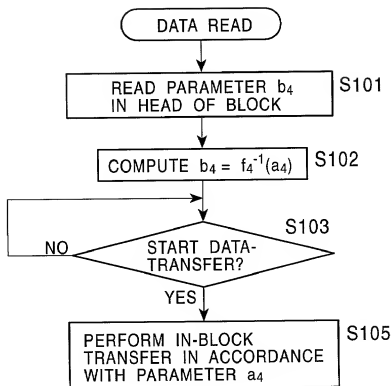 DATA READ
READ PARAMETER b₄
IN HEAD OF BLOCK
S101
COMPUTE b₄ = f₄⁻¹(a₄)
S102
S103
START DATA-
TRANSFER?
NO
YES
S105
PERFORM IN-BLOCK
TRANSFER IN ACCORDANCE
WITH PARAMETER a₄